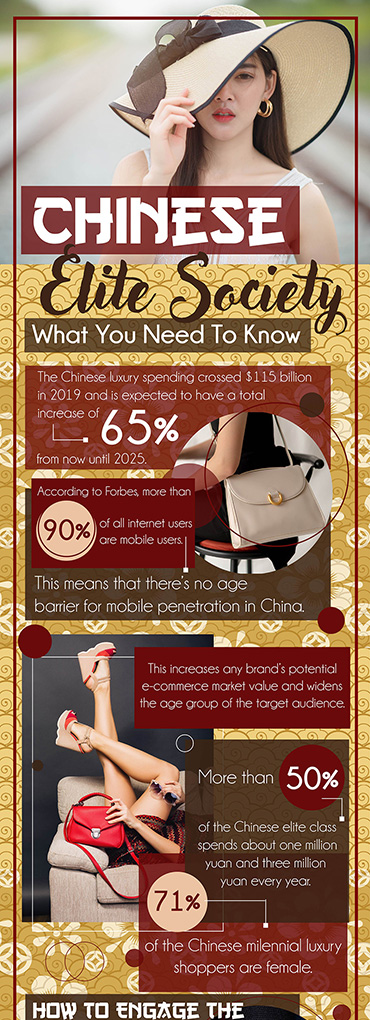 CHINESE
Elite Society
What You Need To Know
The Chinese luxury spending crossed $115 billion
in 2019 and is expected to have a total
increase of
65%
from now until 2025.
According to Forbes, more than
90%
of all internet users
are mobile users.
This means that there's no age
barrier for mobile penetration in China.
This increases any brand's potential
e-commerce market value and widens
the age group of the target audience.
More than 50%
of the Chinese elite class
spends about one million
yuan and three million
yuan every year.
71%
of the Chinese milennial luxury
shoppers are female.
HOW TO ENGAGE THE